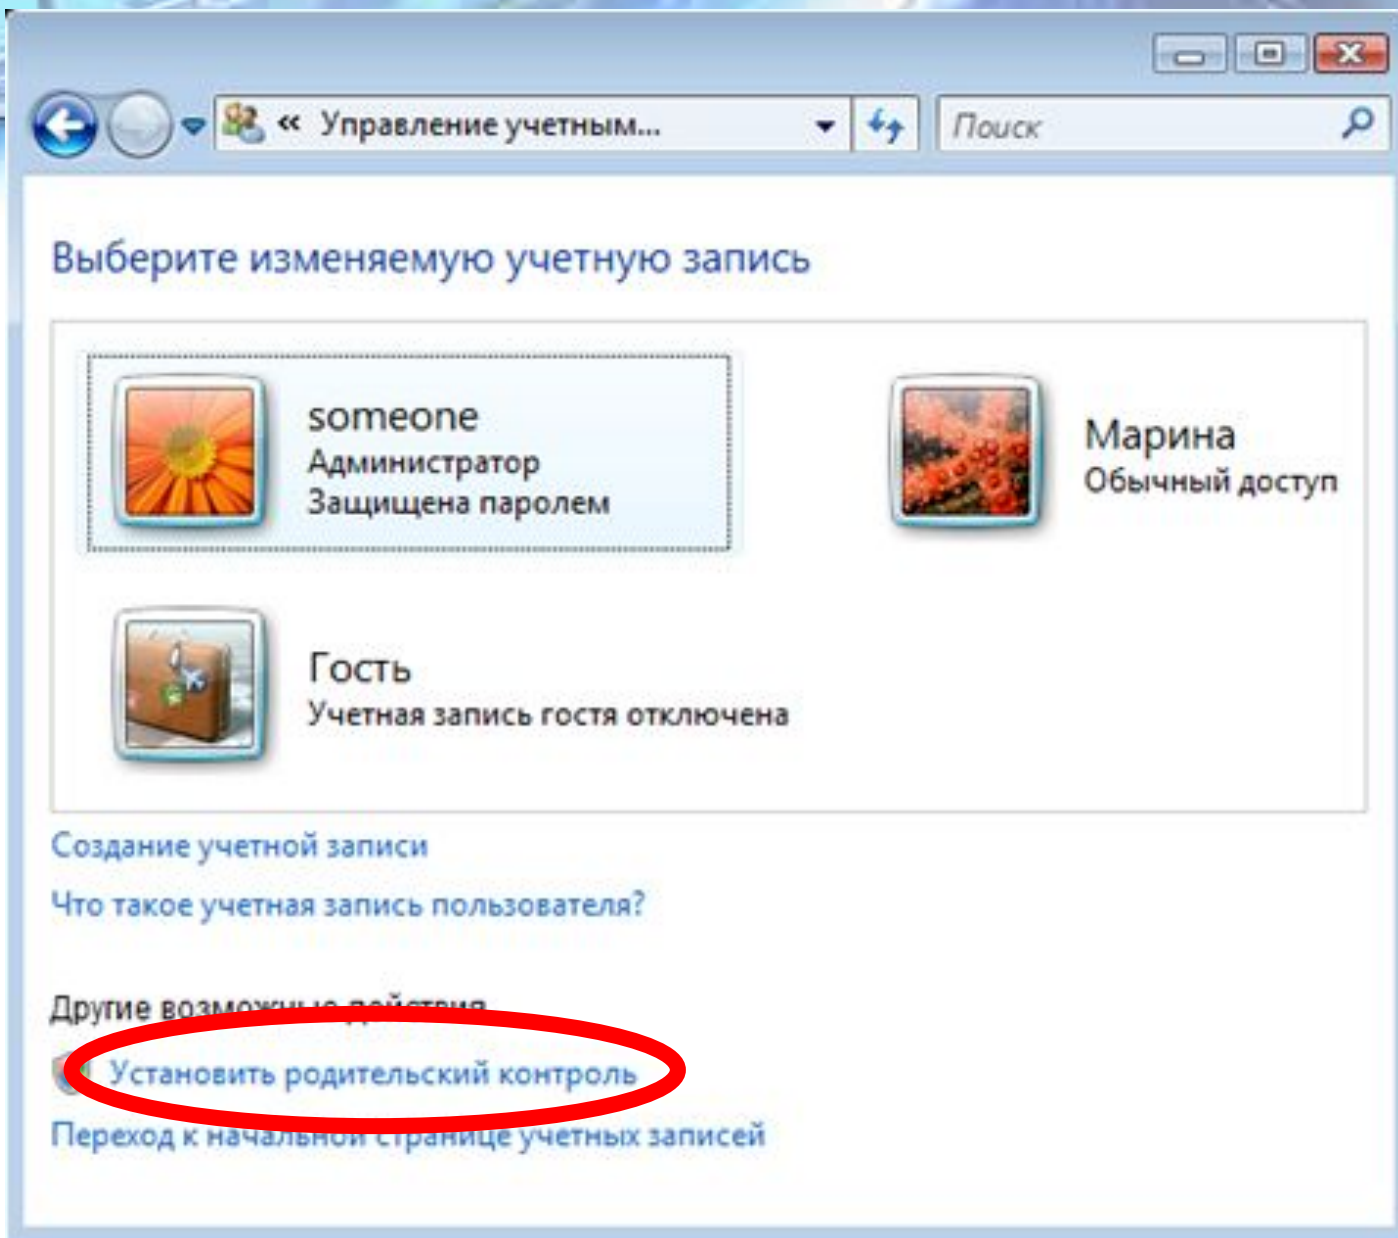 « Управление учетным...
Поиск
Выберите изменяемую учетную запись
someone
Администратор
Защищена паролем
Марина
Обычный доступ
Гость
Учетная запись гостя отключена
Создание учетной записи
Что такое учетная запись пользователя?
Другие возможные действия
Установить родительский контроль
Переход к начальной странице учетных записей